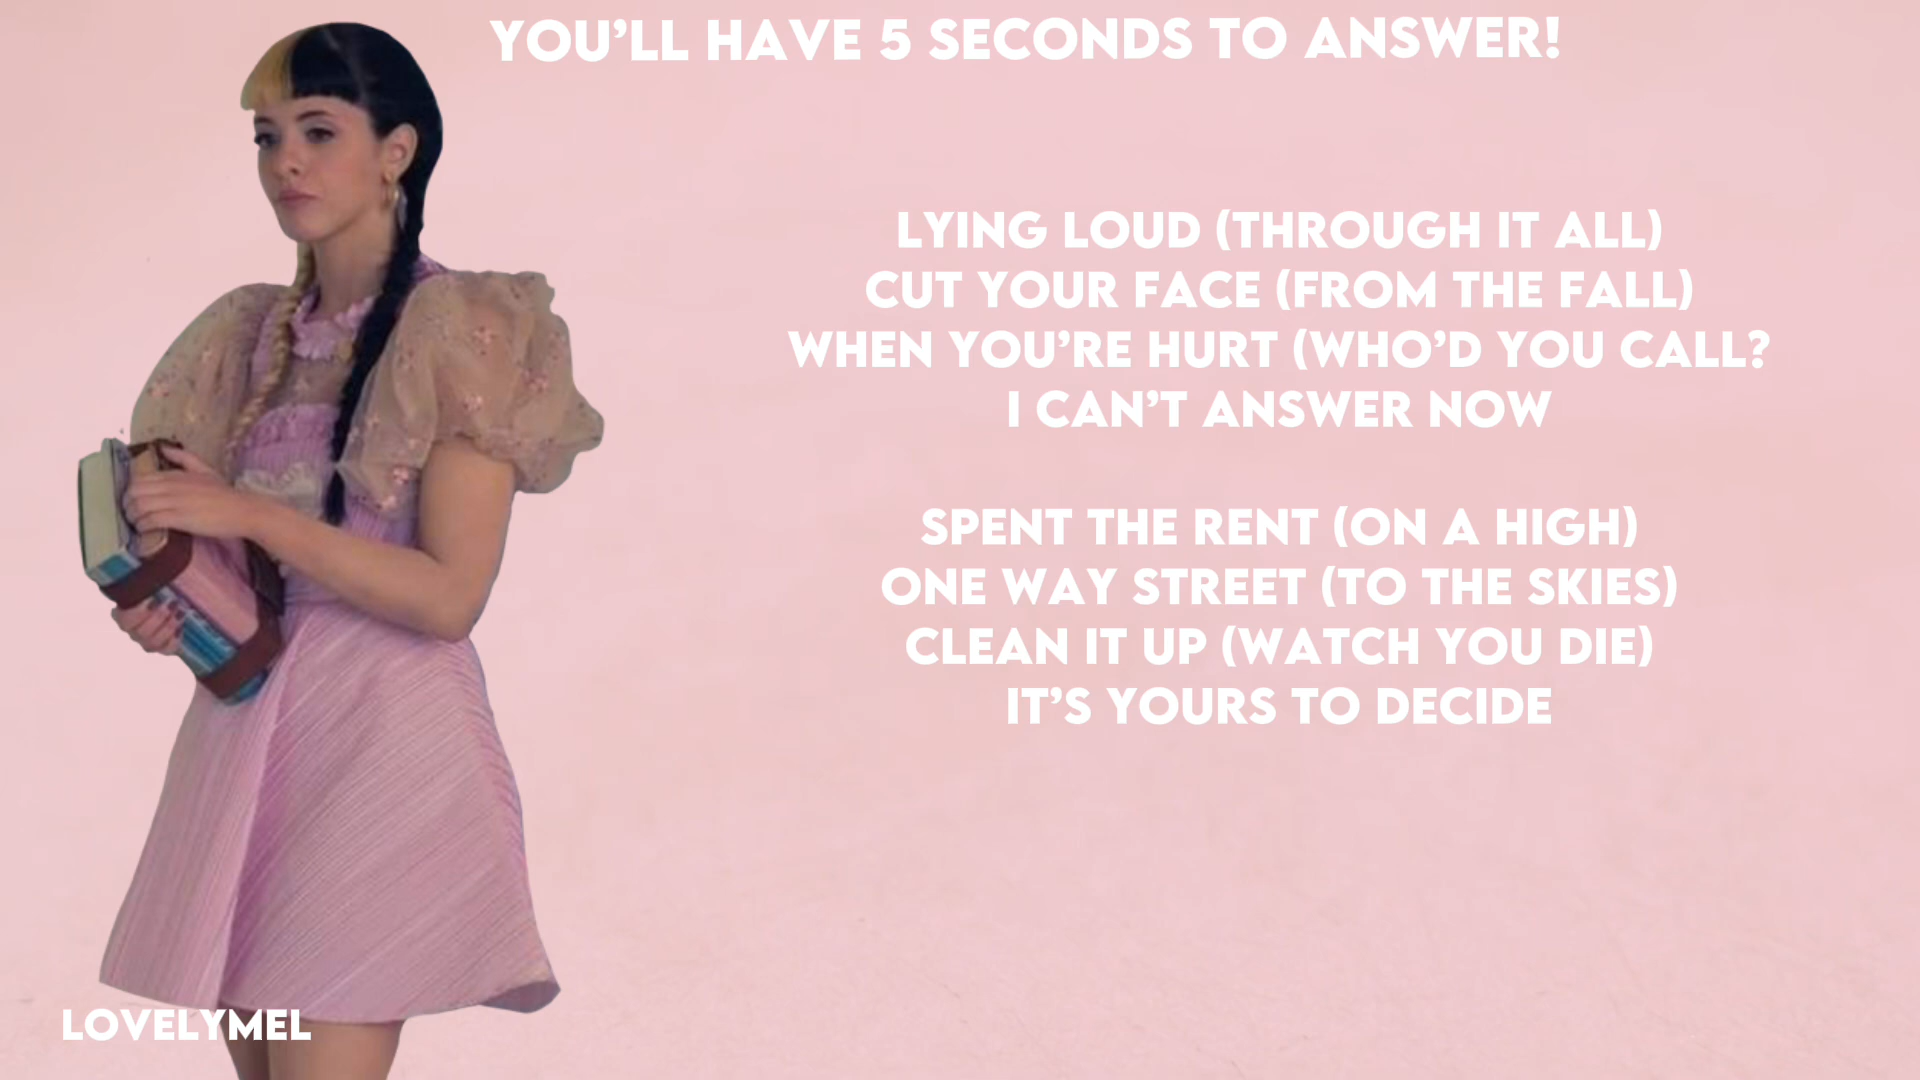 YOU'LL HAVE 5 SECONDS TO ANSWER!
LYING LOUD (THROUGH IT ALL)
CUT YOUR FACE (FROM THE FALL)
WHEN YOU'RE HURT (WHO'D YOU CALL?
I CAN'T ANSWER NOW
SPENT THE RENT (ON A HIGH)
ONE WAY STREET (TO THE SKIES)
CLEAN IT UP (WATCH YOU DIE)
IT'S YOURS TO DECIDE
LOVELYMEL